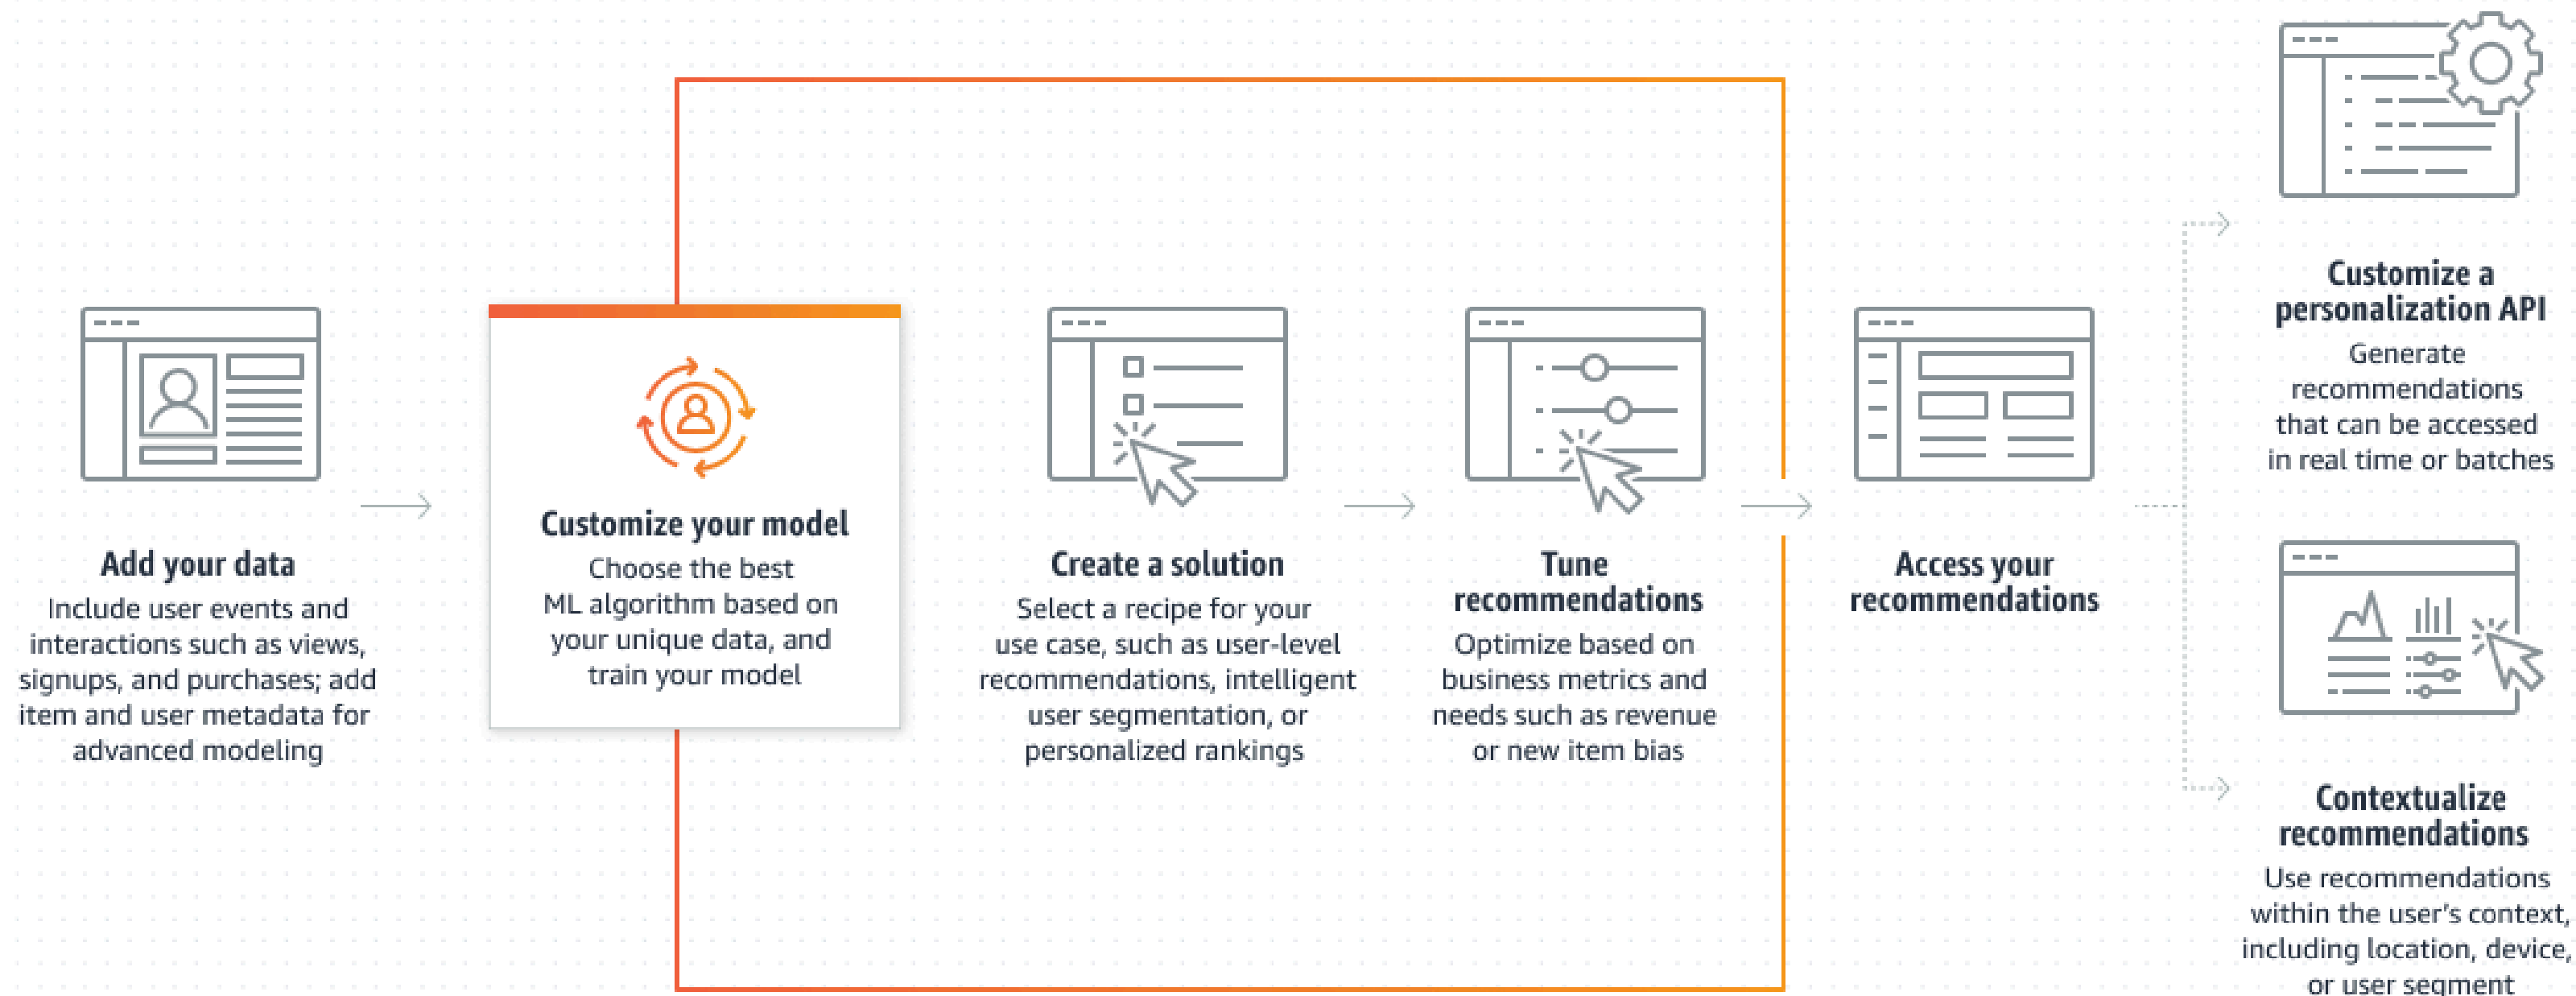 Add your data
Include user events and
interactions such as views,
signups, and purchases; add
item and user metadata for
advanced modeling
Customize your model
Choose the best
ML algorithm based on
your unique data, and
train your model
Create a solution
Select a recipe for your
use case, such as user-level
recommendations, intelligent
user segmentation, or
personalized rankings
Tune
recommendations
Optimize based on
business metrics and
needs such as revenue
or new item bias
Access your
recommendations
Customize a
personalization API
Generate
recommendations
that can be accessed
in real time or batches
Contextualize
recommendations
Use recommendations
within the user's context,
including location, device,
or user segment